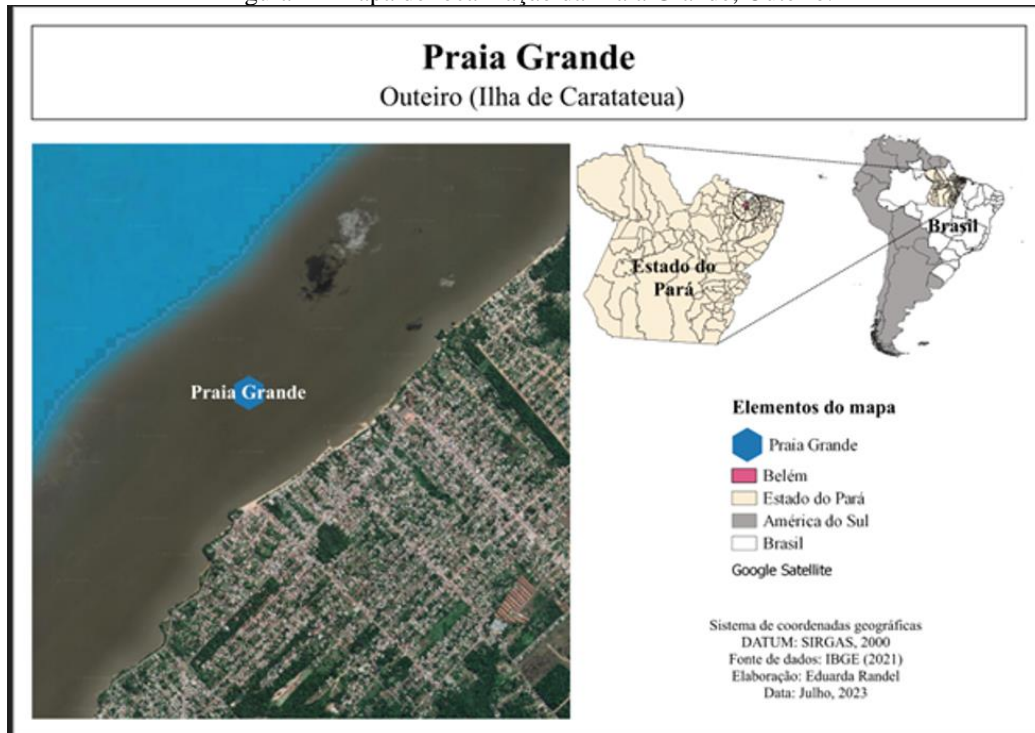 Praia Grande
Outeiro (Ilha de Caratateua)
Praia Grande
Estado do
Pará
Brasil
Elementos do mapa
Praia Grande
Belém
Estado do Pará
América do Sul
Brasil
Google Satellite
Sistema de coordenadas geográficas
DATUM: SIRGAS, 2000
Fonte de dados: IBGE (2021)
Elaboração: Eduarda Randel
Data: Julho, 2023